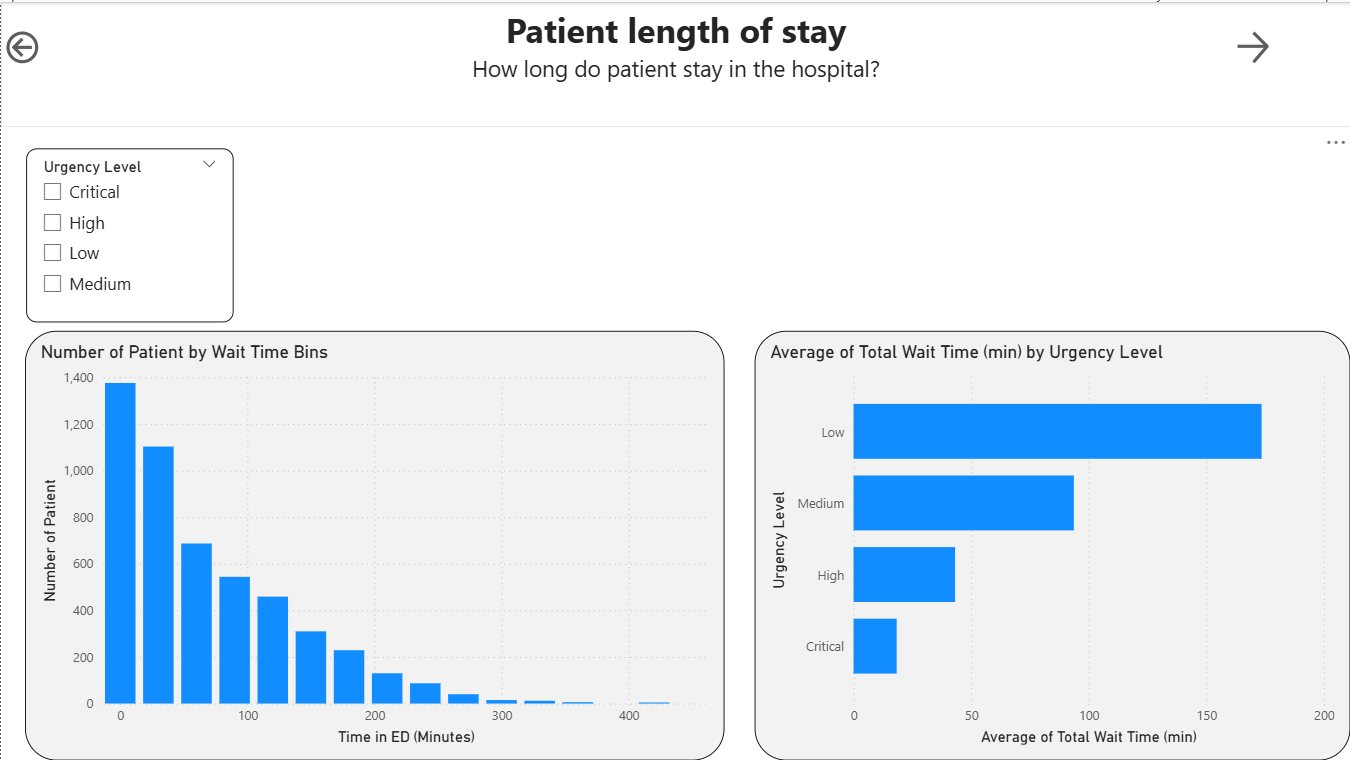 Patient length of stay
How long do patient stay in the hospital?
Urgency Level
Critical
High
Low
Medium
Number of Patient by Wait Time Bins
Number of Patient
1,400
1,200
1,000
800
600
400
200
0
0 100 200 300 400
Time in ED (Minutes)
Average of Total Wait Time (min) by Urgency Level
Urgency Level
Low
Medium
High
Critical
0 50 100 150 200
Average of Total Wait Time (min)